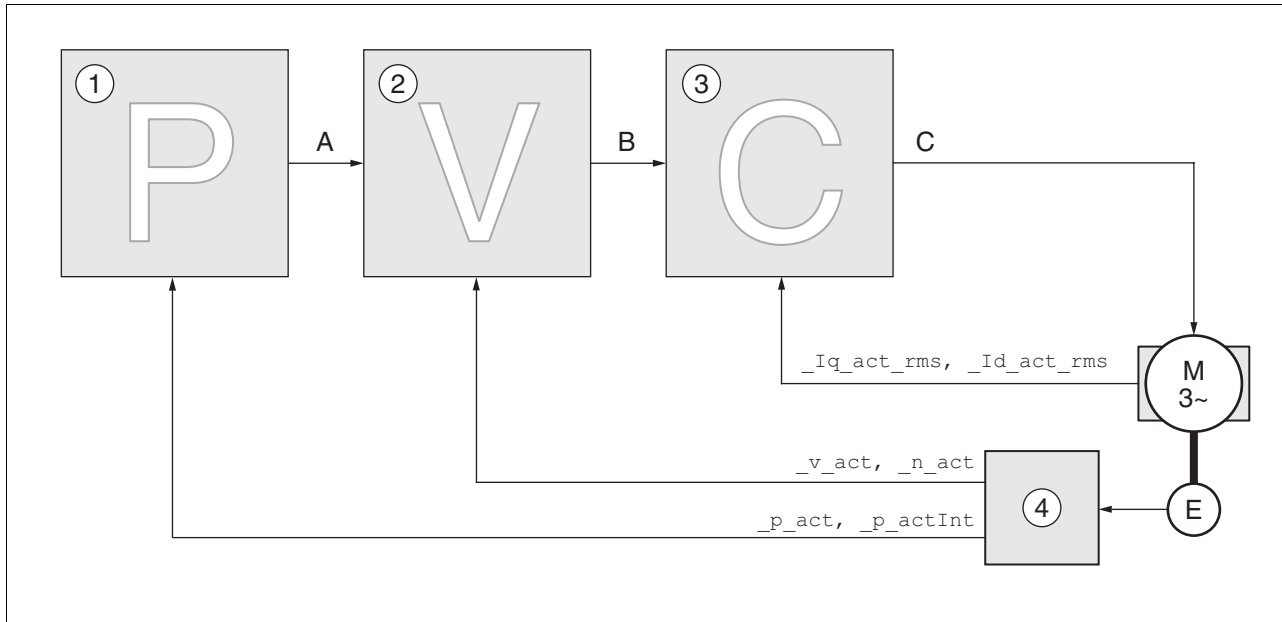 1
P
A
2
V
B
3
C
C
_Iq_act_rms, _Id_act_rms
M
3~
_v_act, _n_act
_p_act, _p_actInt
4
E